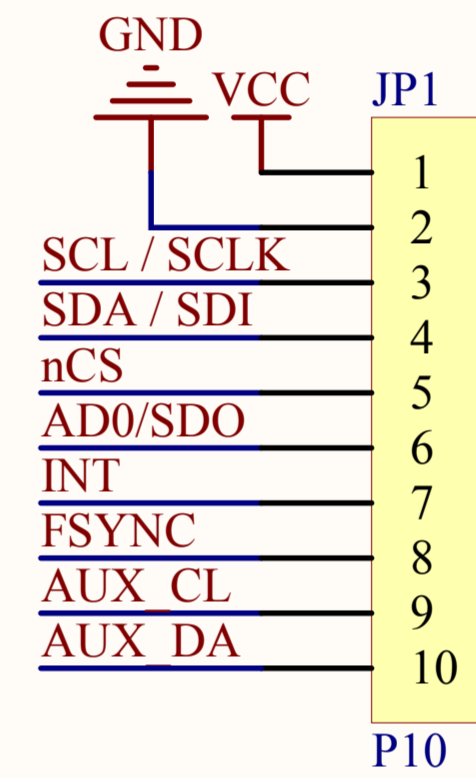 GND
VCC
JP1
1
2
SCL / SCLK
3
SDA / SDI
4
nCS
5
AD0/SDO
6
INT
7
FSYNC
8
AUX_CL
9
AUX_DA
10
P10